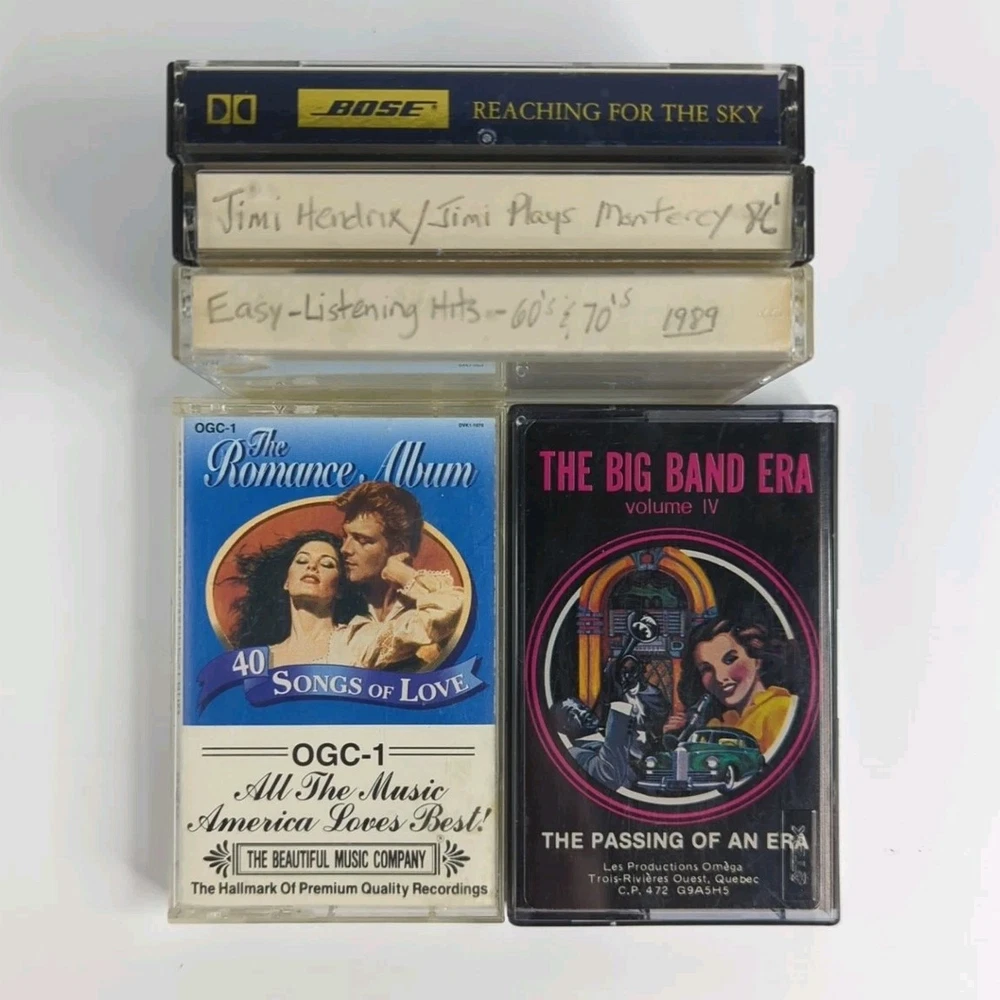 BOSE REACHING FOR THE SKY
Jimi Hendrix/Jimi Plays Monterey 86'
Easy-Listening Hits - 60's & 70's 1989
OGC-1
The
Romance Album
40
SONGS OF LOVE
OGC-1
All The Music
America Loves Best!
THE BEAUTIFUL MUSIC COMPANY
The Hallmark Of Premium Quality Recordings
THE BIG BAND ERA
volume IV
THE PASSING OF AN ERA
Les Productions Omega
Trois-Rivières Ouest, Quebec
C.P. 472 G9A5H5